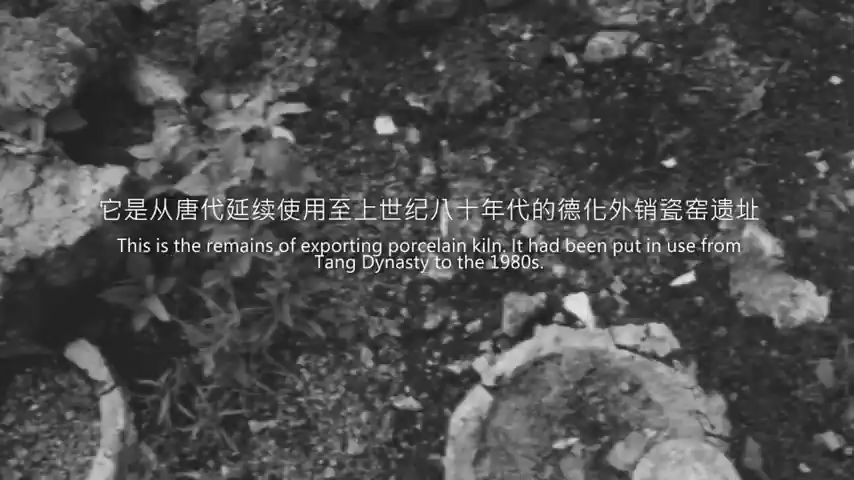 它是从唐代延续使用至上世纪八十年代的德化外销瓷窑遗址
This is the remains of exporting porcelain kiln. It had been put in use from
Tang Dynasty to the 1980s.